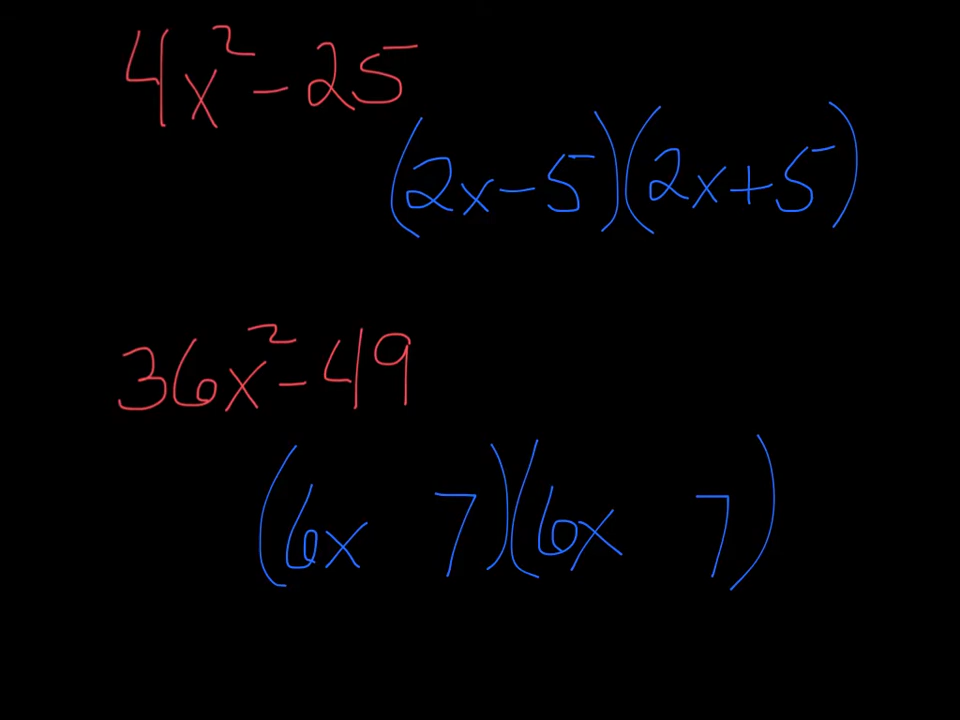 4x² - 25
(2x - 5)(2x + 5)
36x² - 49
(6x 7)(6x 7)